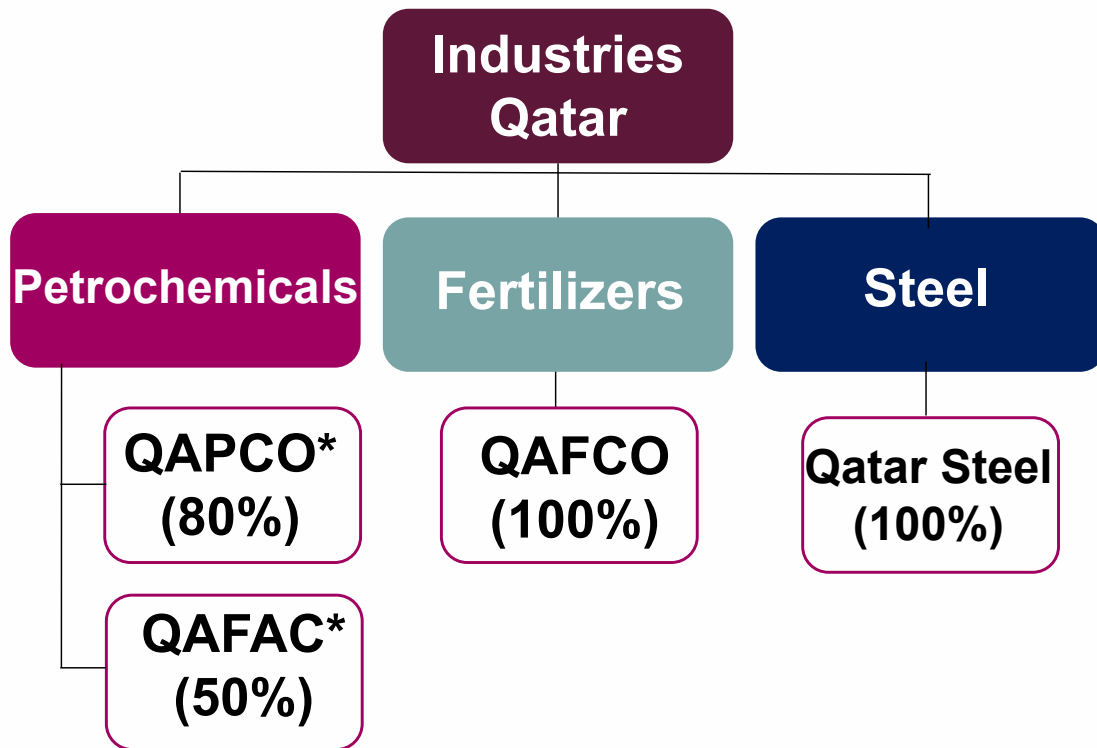 Industries
Qatar
Petrochemicals
Fertilizers
Steel
QAPCO*
(80%)
QAFCO
(100%)
Qatar Steel
(100%)
QAFAC*
(50%)